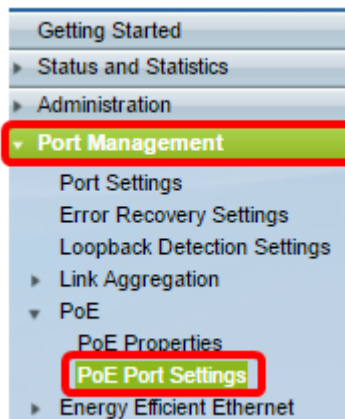 Getting Started
Status and Statistics
Administration
Port Management
Port Settings
Error Recovery Settings
Loopback Detection Settings
Link Aggregation
PoE
PoE Properties
PoE Port Settings
Energy Efficient Ethernet